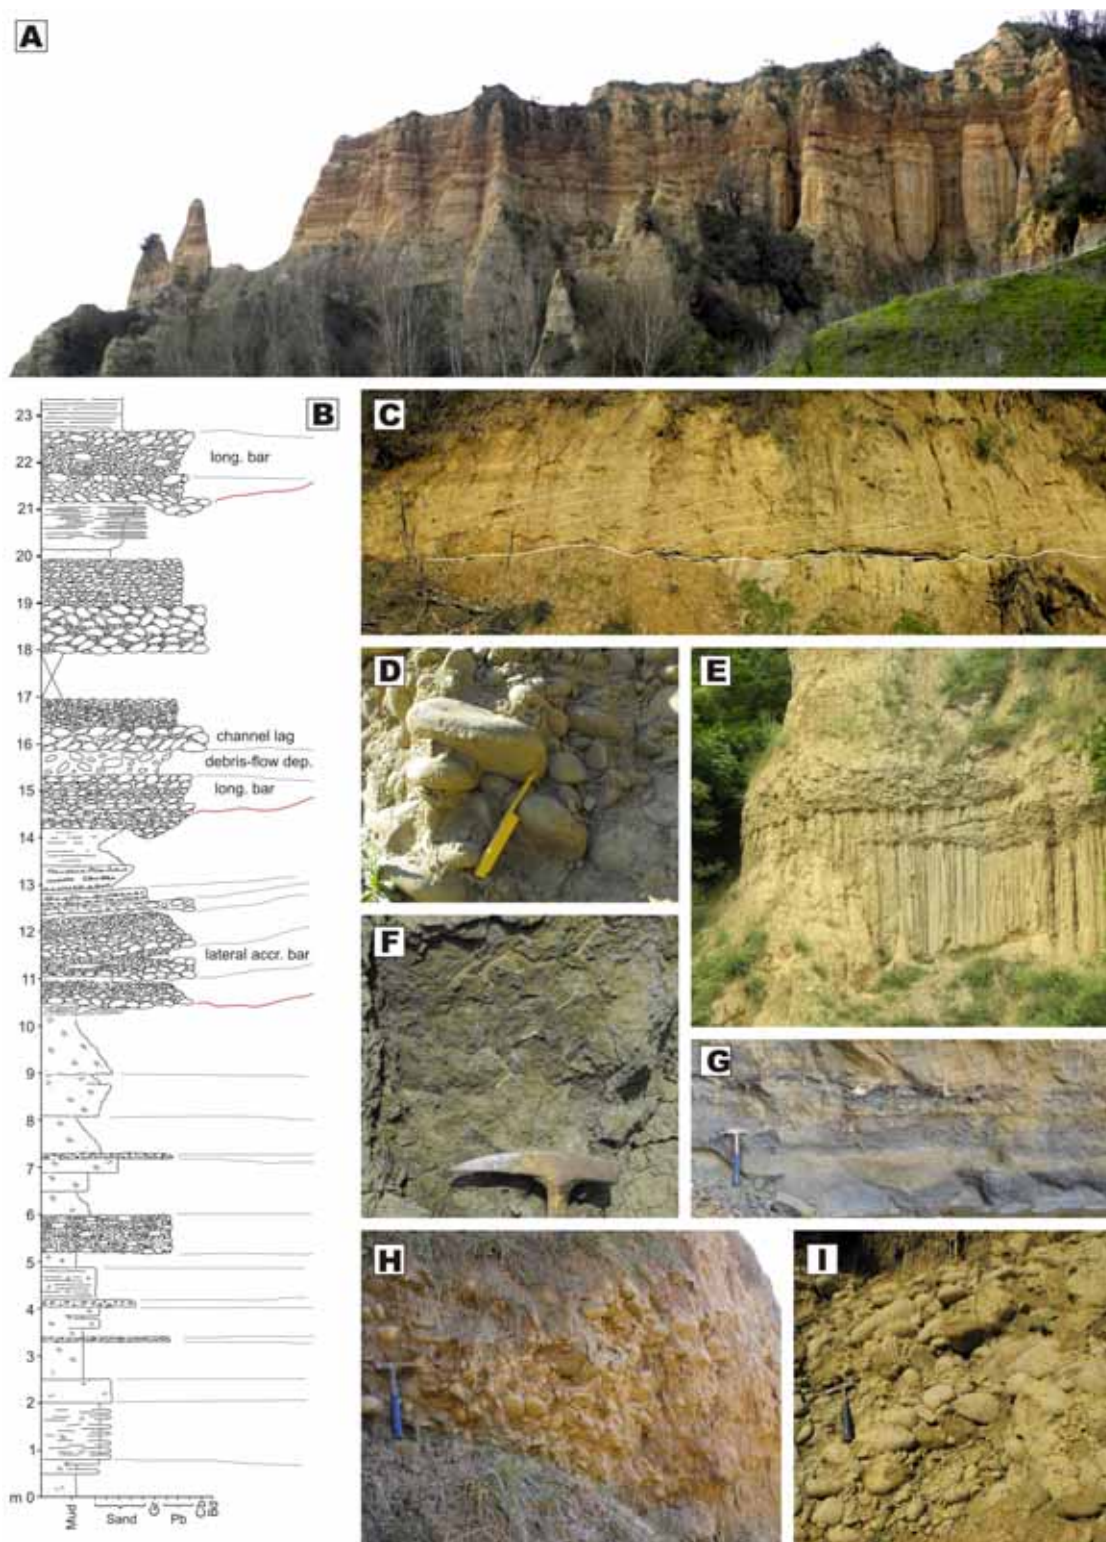 A
B
C
D
E
F
G
H
I
23
22
21
20
19
18
17
16
15
14
13
12
11
10
9
8
7
6
5
4
3
2
1
m 0
long. bar
channel lag
debris-flow dep.
long. bar
lateral accr. bar
Mud
Sand
Gr
Pb
Cb
Bd